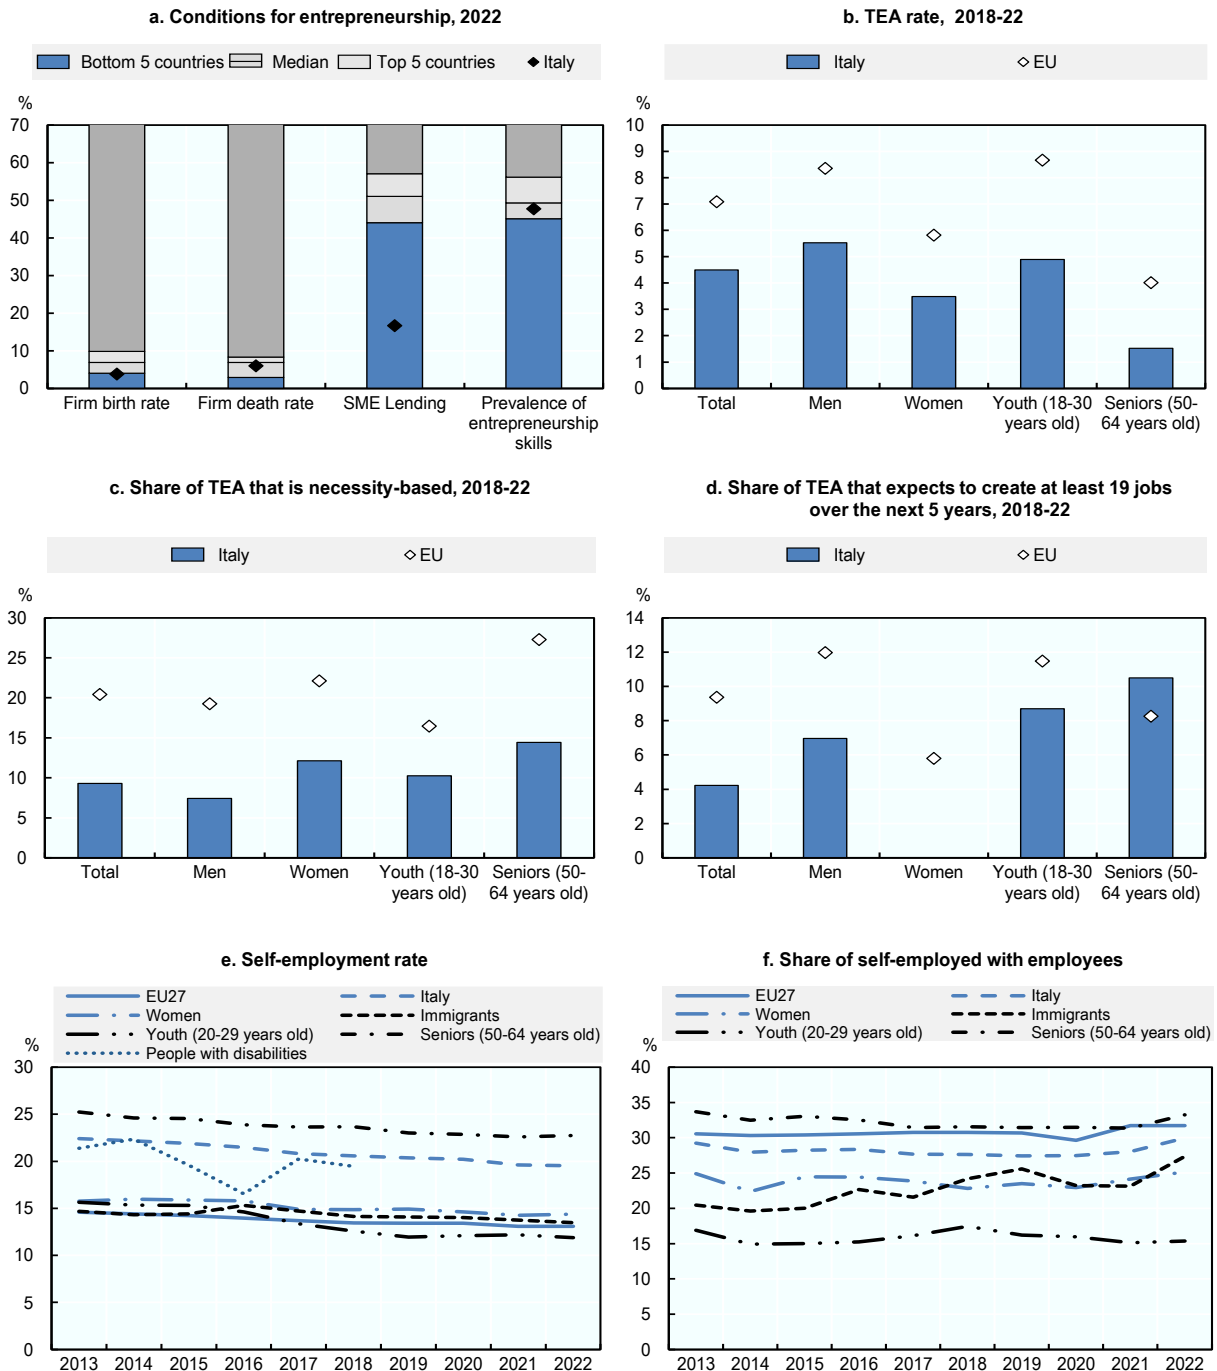 a. Conditions for entrepreneurship, 2022
Bottom 5 countries Median Top 5 countries Italy
%
70
60
50
40
30
20
10
0
Firm birth rate Firm death rate SME Lending Prevalence of
entrepreneurship
skills
b. TEA rate, 2018-22
Italy EU
%
10
9
8
7
6
5
4
3
2
1
0
Total Men Women Youth (18-30 Seniors (50-
years old) 64 years old)
c. Share of TEA that is necessity-based, 2018-22
Italy EU
%
30
25
20
15
10
5
0
Total Men Women Youth (18-30 Seniors (50-
years old) 64 years old)
d. Share of TEA that expects to create at least 19 jobs
over the next 5 years, 2018-22
Italy EU
%
14
12
10
8
6
4
2
0
Total Men Women Youth (18-30 Seniors (50-
years old) 64 years old)
e. Self-employment rate
EU27 Italy
Women Immigrants
Youth (20-29 years old) Seniors (50-64 years old)
People with disabilities
%
30
25
20
15
10
5
0
2013 2014 2015 2016 2017 2018 2019 2020 2021 2022
f. Share of self-employed with employees
EU27 Italy
Women Immigrants
Youth (20-29 years old) Seniors (50-64 years old)
%
40
35
30
25
20
15
10
5
0
2013 2014 2015 2016 2017 2018 2019 2020 2021 2022